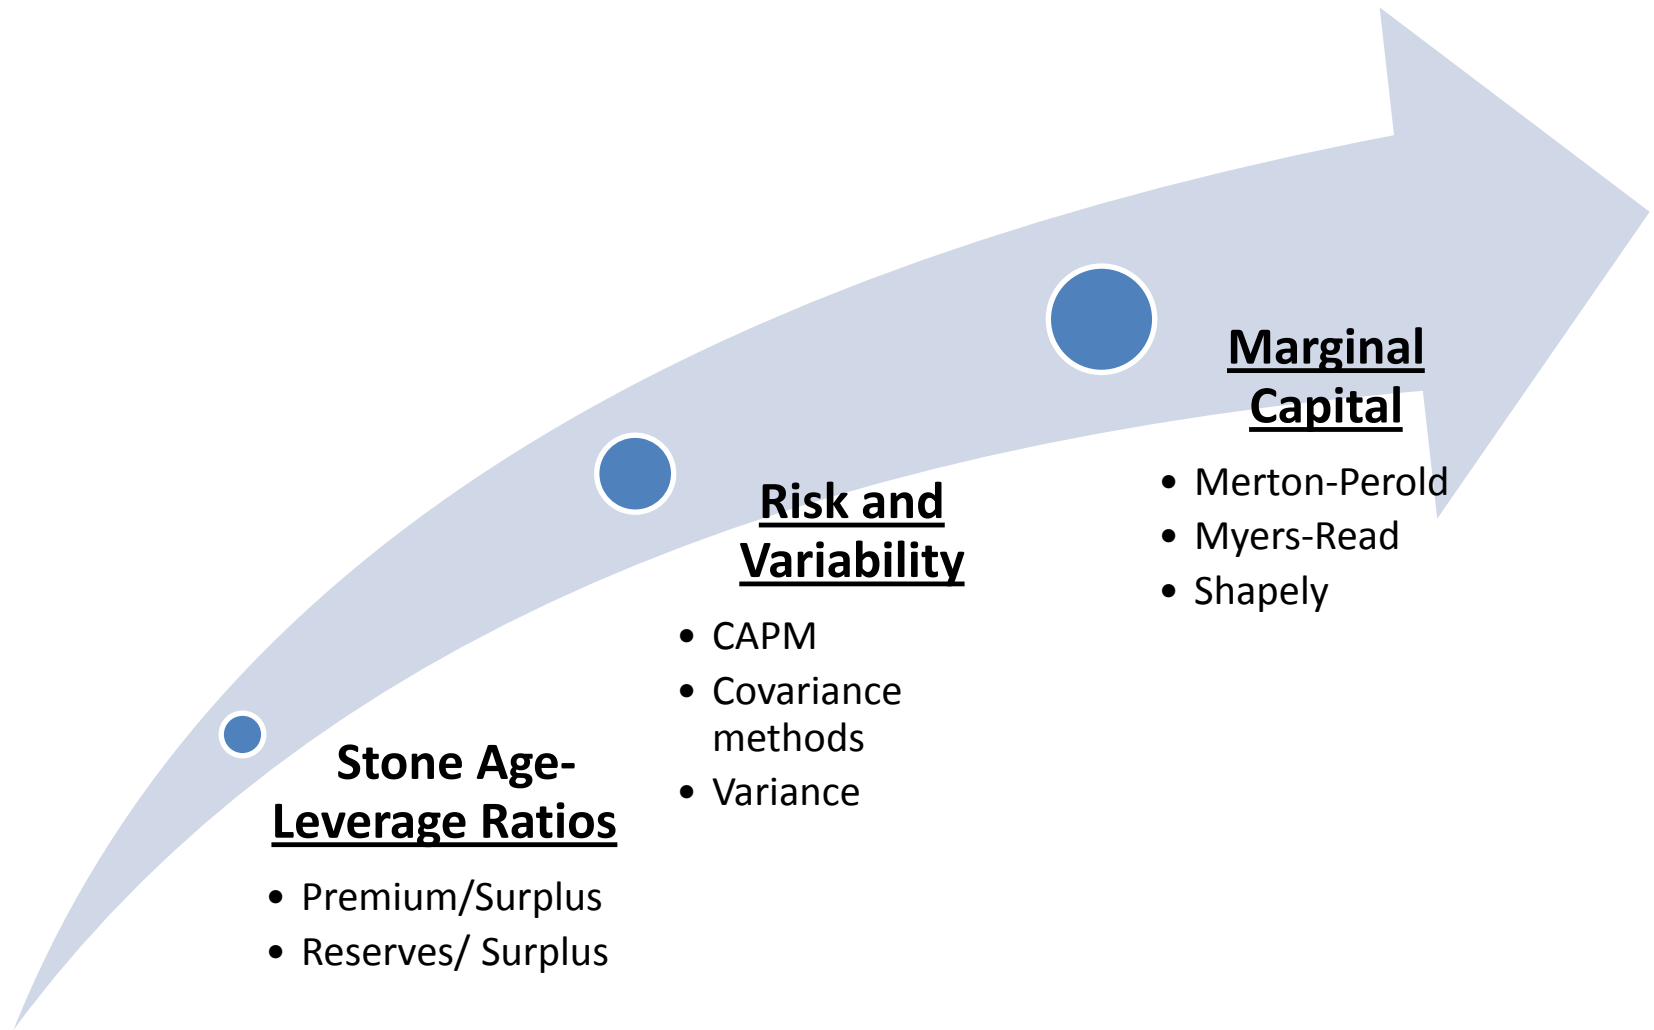 Stone Age-
Leverage Ratios
• Premium/Surplus
• Reserves/ Surplus
Risk and
Variability
• CAPM
• Covariance
methods
• Variance
Marginal
Capital
• Merton-Perold
• Myers-Read
• Shapely